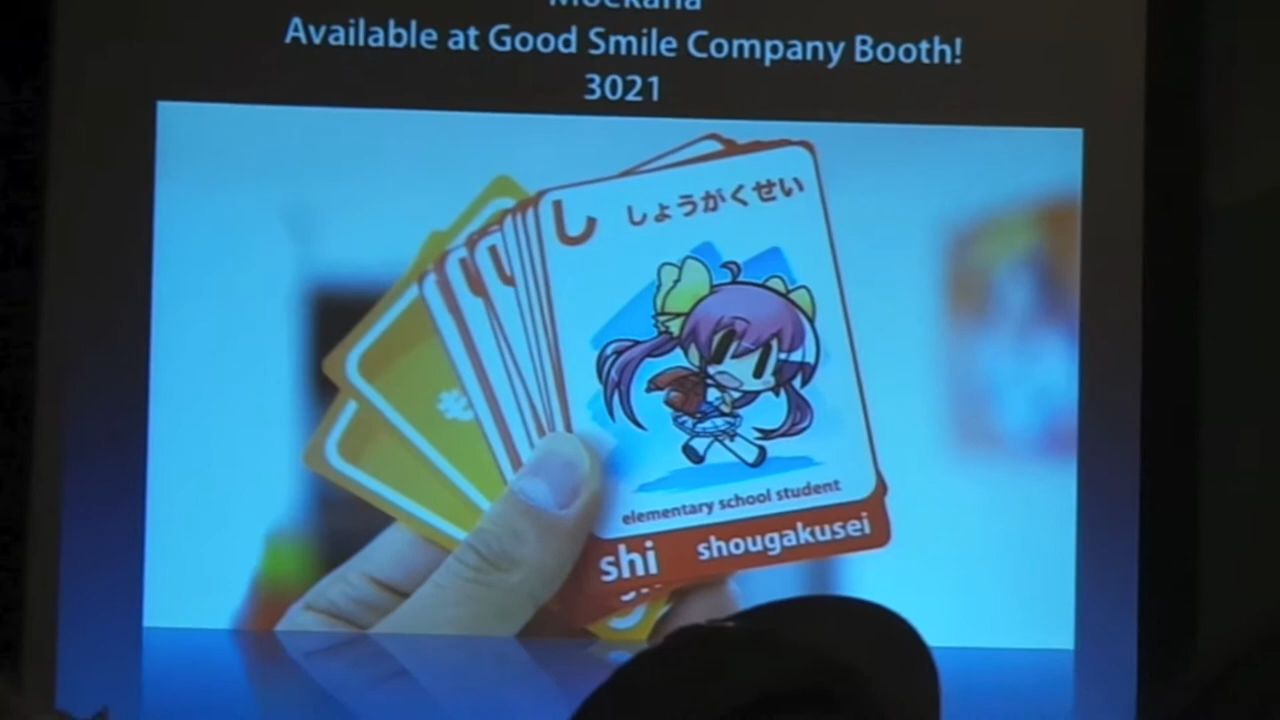 Moekana
Available at Good Smile Company Booth!
3021
し しょうがくせい
elementary school student
shi shougakusei